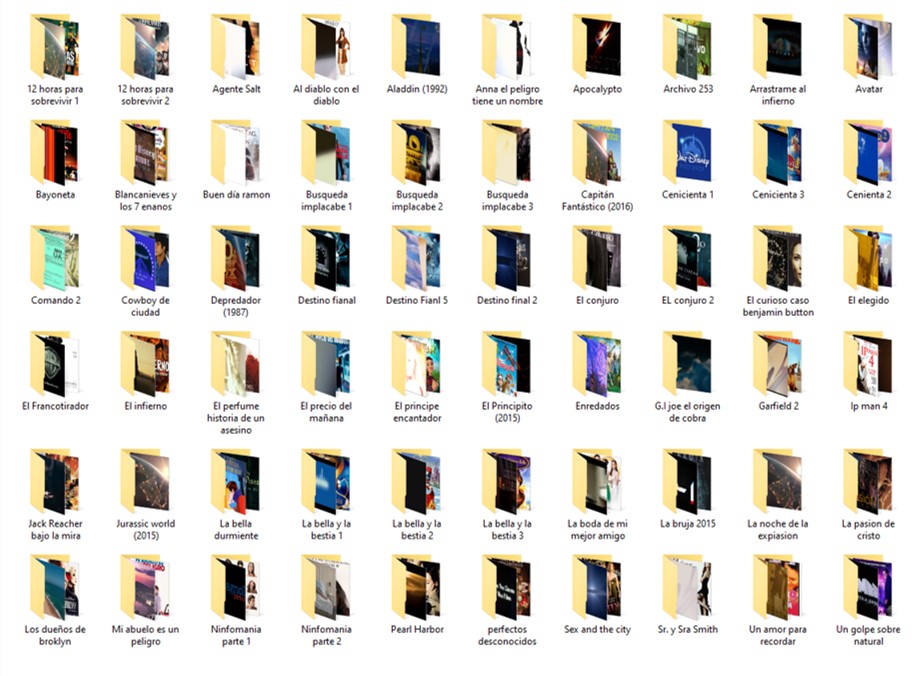 12 horas para
sobrevivir 1
12 horas para
sobrevivir 2
Agente Salt
Al diablo con el
diablo
Aladdin (1992)
Anna el peligro
tiene un nombre
Apocalypto
Archivo 253
Arrastrame al
infierno
Avatar
Bayoneta
Blancanieves y
los 7 enanos
Buen día ramon
Busqueda
implacabe 1
Busqueda
implacabe 2
Busqueda
implacabe 3
Capitán
Fantástico (2016)
Cenicienta 1
Cenicienta 3
Cenienta 2
Comando 2
Cowboy de
ciudad
Depredador
(1987)
Destino fianal
Destino Fianl 5
Destino final 2
El conjuro
EL conjuro 2
El curioso caso
benjamin button
El elegido
El Francotirador
El infierno
El perfume
historia de un
asesino
El precio del
mañana
El principe
encantador
El Principito
(2015)
Enredados
G.I joe el origen
de cobra
Garfield 2
Ip man 4
Jack Reacher
bajo la mira
Jurassic world
(2015)
La bella
durmiente
La bella y la
bestia 1
La bella y la
bestia 2
La bella y la
bestia 3
La boda de mi
mejor amigo
La bruja 2015
La noche de la
expiasion
La pasion de
cristo
Los dueños de
broklyn
Mi abuelo es un
peligro
Ninfomania
parte 1
Ninfomania
parte 2
Pearl Harbor
perfectos
desconocidos
Sex and the city
Sr. y Sra Smith
Un amor para
recordar
Un golpe sobre
natural